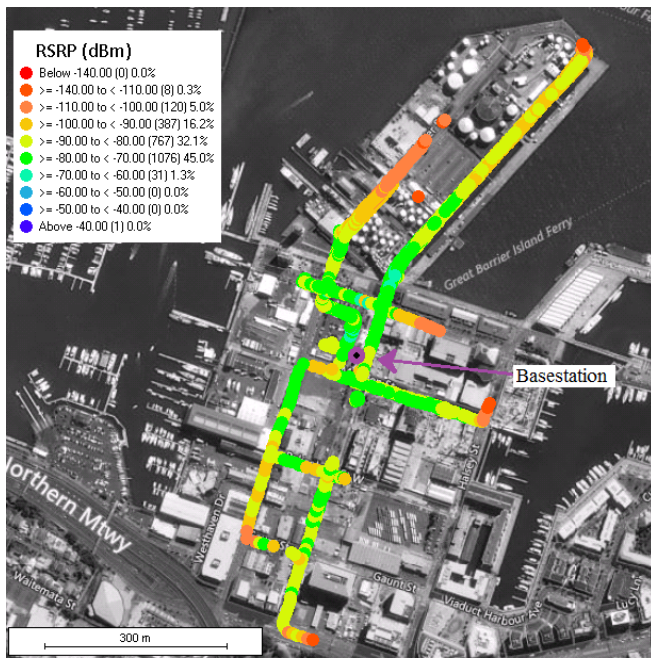 RSRP (dBm)
Below -140.00 (0) 0.0%
>= -140.00 to < -110.00 (8) 0.3%
>= -110.00 to < -100.00 (120) 5.0%
>= -100.00 to < -90.00 (387) 16.2%
>= -90.00 to < -80.00 (767) 32.1%
>= -80.00 to < -70.00 (1076) 45.0%
>= -70.00 to < -60.00 (31) 1.3%
>= -60.00 to < -50.00 (0) 0.0%
>= -50.00 to < -40.00 (0) 0.0%
Above -40.00 (1) 0.0%
Great Barrier Island Ferry
Basestation
Halsey St
Northern Mtwy
Westhaven Dr
Waitemata St
Gaunt St
Viaduct Harbour Ave
300 m